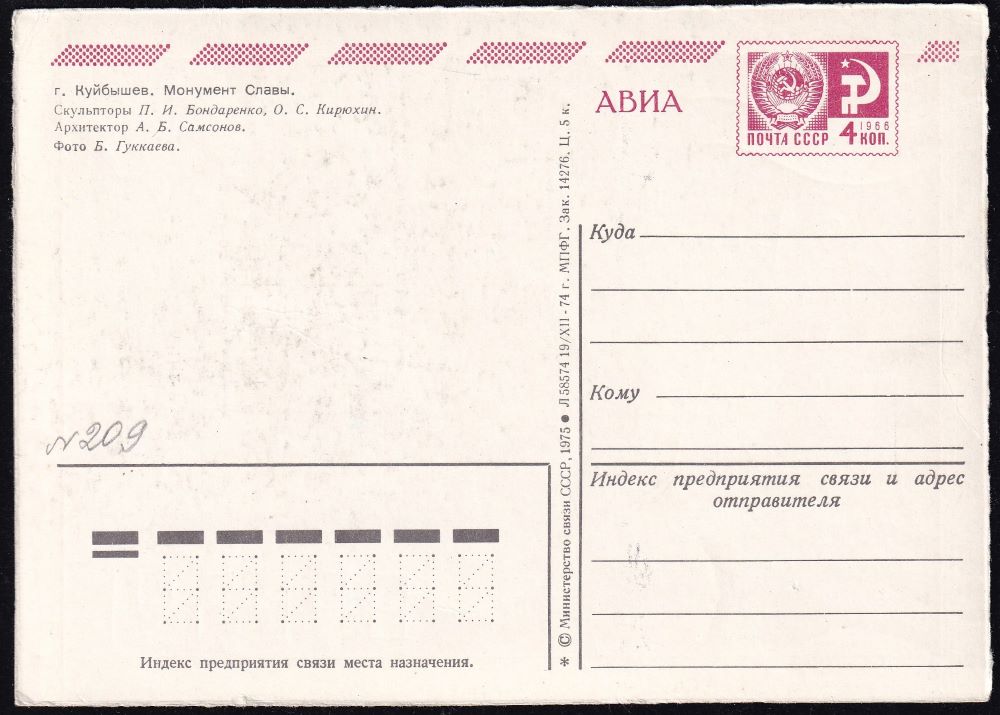 г. Куйбышев. Монумент Славы.
Скульпторы П. И. Бондаренко, О. С. Кирюхин.
Архитектор А. Б. Самсонов.
Фото Б. Гуккаева.
АВИА
ПОЧТА СССР
1966
4 КОП.
Куда
Кому
Индекс предприятия связи и адрес
отправителя
N 209
Индекс предприятия связи места назначения.
* © Министерство связи СССР, 1975 ● Л 58574 19/XII - 74 г. МПФГ. Зак. 14276. Ц. 5 к.